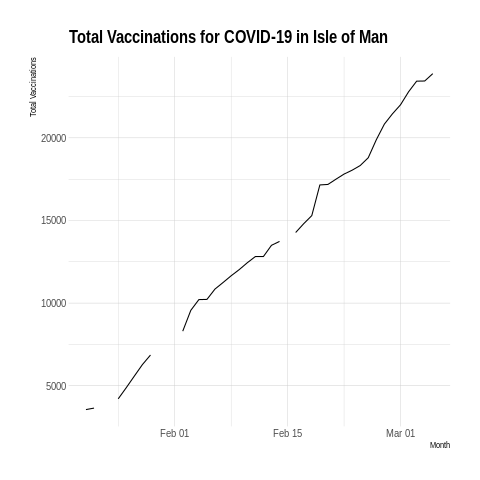 Total Vaccinations for COVID-19 in Isle of Man
Total Vaccinations
20000
15000
10000
5000
Feb 01 Feb 15 Mar 01
Month